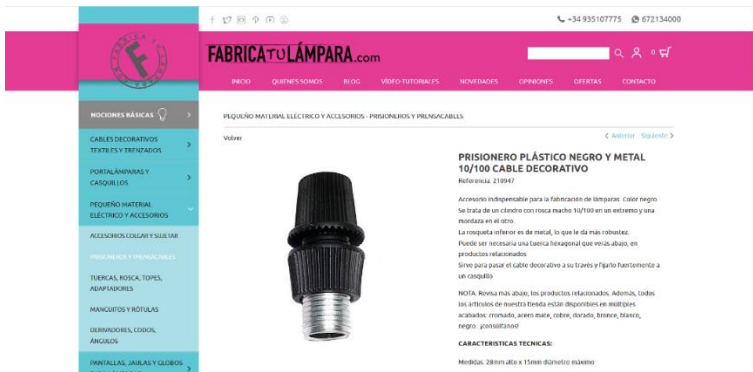 +34 935107775 672134000
FABRICATULÁMPARA.com
0
INICIO QUIENES SOMOS BLOG VÍDEO-TUTORIALES NOVEDADES OPINIONES OFERTAS CONTACTO
NOCIONES BÁSICAS
CABLES DECORATIVOS
TEXTILES Y TRENZADOS
PORTALÁMPARAS Y
CASQUILLOS
PEQUEÑO MATERIAL
ELÉCTRICO Y ACCESORIOS
ACCESORIOS COLGAR Y SUJETAR
PRISIONEROS Y PRENSACABLES
TUERCAS, ROSCA, TOPES,
ADAPTADORES
MANGUITOS Y RÓTULAS
DERIVADORES, CODOS,
ÁNGULOS
PANTALLAS, JAULAS Y GLOBOS
PEQUEÑO MATERIAL ELÉCTRICO Y ACCESORIOS - PRISIONEROS Y PRENSACABLES
Volver
Anterior Siguiente
PRISIONERO PLÁSTICO NEGRO Y METAL
10/100 CABLE DECORATIVO
Referencia: 210947
Accesorio indispensable para la fabricación de lámparas. Color negro
Se trata de un cilindro con rosca macho 10/100 en un extremo y una
mordaza en el otro.
La rosqueta inferior es de metal, lo que le da más robustez.
Puede ser necesaria una tuerca hexagonal que verás abajo, en
productos relacionados
Sirve para pasar el cable decorativo a su través y fijarlo fuertemente a
un casquillo
NOTA: Revisa más abajo, los productos relacionados. Además, todos
los artículos de nuestra tienda están disponibles en múltiples
acabados: cromado, acero mate, cobre, dorado, bronce, blanco,
negro. ¡consúltanos!
CARACTERISTICAS TECNICAS:
Medidas: 28mm alto x 15mm diámetro máximo